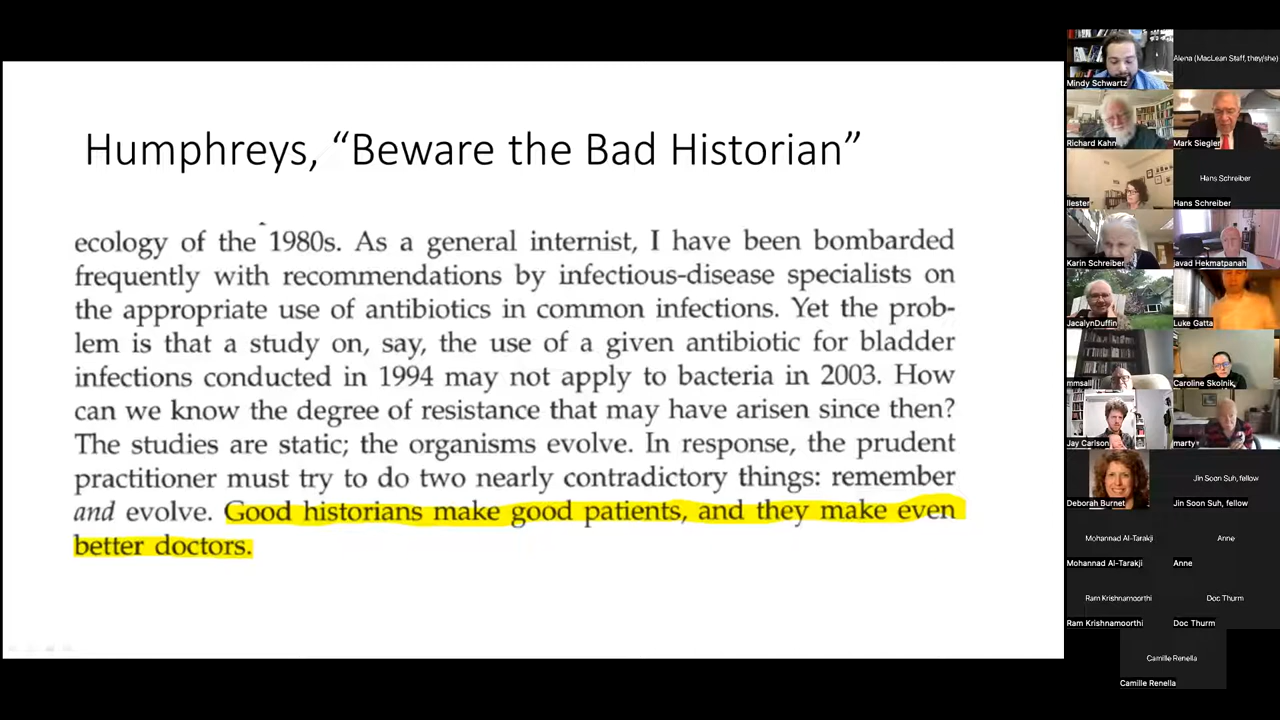 Humphreys, “Beware the Bad Historian”
ecology of the 1980s. As a general internist, I have been bombarded
frequently with recommendations by infectious-disease specialists on
the appropriate use of antibiotics in common infections. Yet the prob-
lem is that a study on, say, the use of a given antibiotic for bladder
infections conducted in 1994 may not apply to bacteria in 2003. How
can we know the degree of resistance that may have arisen since then?
The studies are static; the organisms evolve. In response, the prudent
practitioner must try to do two nearly contradictory things: remember
and evolve. Good historians make good patients, and they make even
better doctors.
Mindy Schwartz
Alena (MacLean Staff, they/she)
Richard Kahn
Mark Siegler
llester
Hans Schreiber
Hans Schreiber
Karin Schreiber
javad Hekmatpanah
JacalynDuffin
Luke Gatta
mmsall
Caroline Skolnik
Jay Carlson
marty
Deborah Burnet
Jin Soon Suh, fellow
Jin Soon Suh, fellow
Mohannad Al-Tarakji
Mohannad Al-Tarakji
Anne
Anne
Ram Krishnamoorthi
Ram Krishnamoorthi
Doc Thurm
Doc Thurm
Camille Renella
Camille Renella